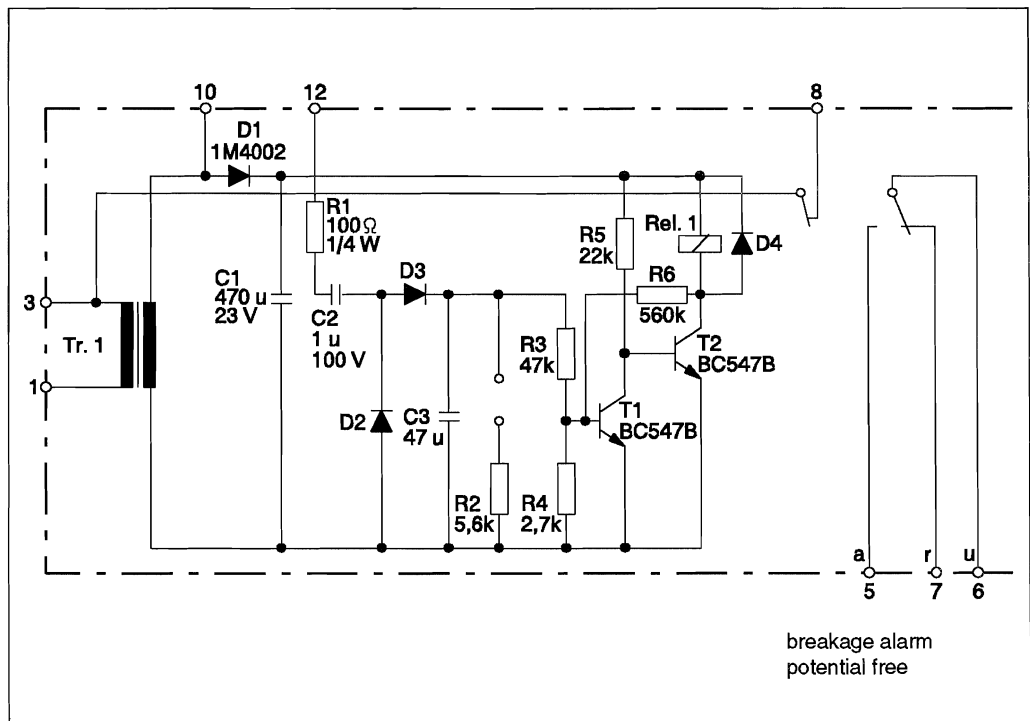 10
12
8
D1
1M4002
R1
100Ω
1/4 W
R5
22k
Rel. 1
D4
D3
R6
560k
C1
470 u
23 V
3
C2
1 u
100 V
Tr. 1
R3
47k
T2
BC547B
1
D2
C3
47 u
T1
BC547B
R2
5,6k
R4
2,7k
a
r
u
5
7
6
breakage alarm
potential free